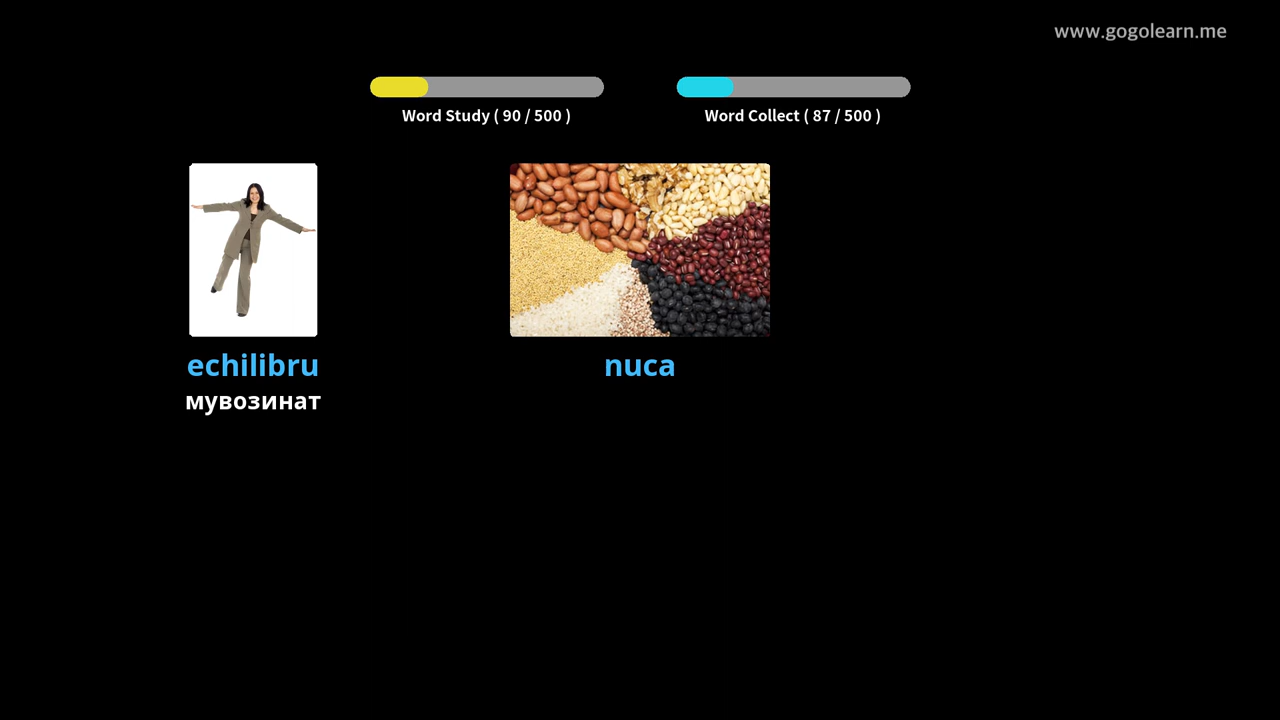 www.gogolearn.me
Word Study ( 90 / 500 )
Word Collect ( 87 / 500 )
echilibru
мувозинат
nuca